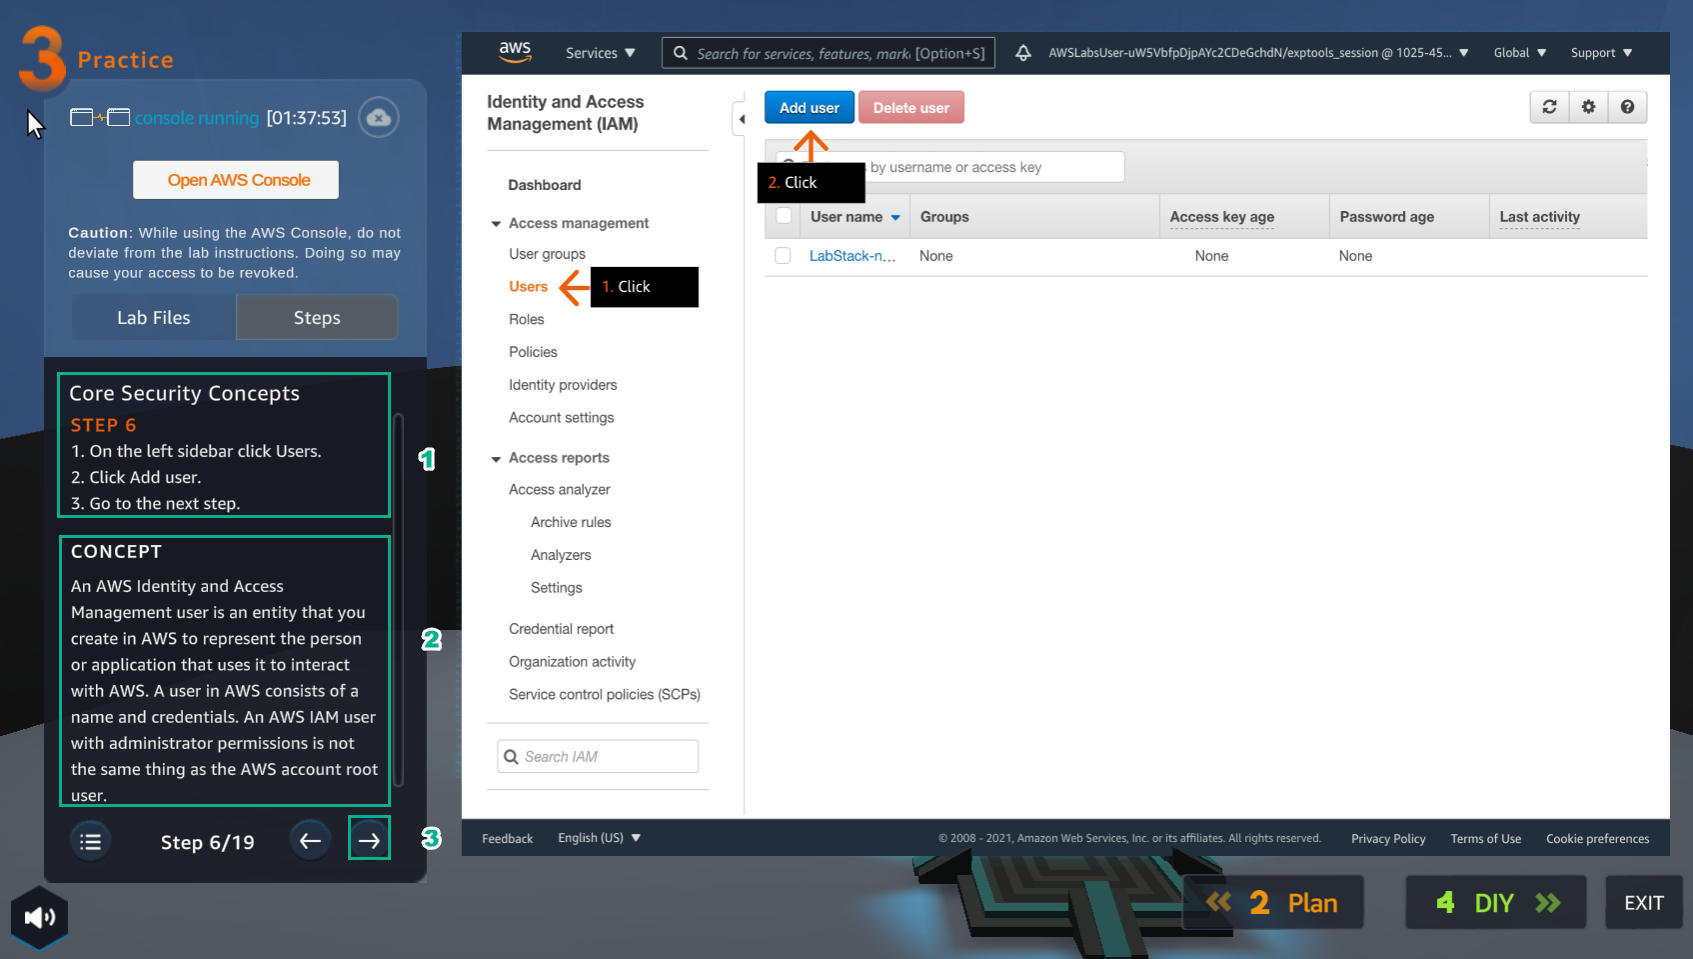 3 Practice
console running [01:37:53]
Open AWS Console
Caution: While using the AWS Console, do not
deviate from the lab instructions. Doing so may
cause your access to be revoked.
Lab Files
Steps
Core Security Concepts
STEP 6
1. On the left sidebar click Users.
2. Click Add user.
3. Go to the next step.
1
CONCEPT
An AWS Identity and Access
Management user is an entity that you
create in AWS to represent the person
or application that uses it to interact
with AWS. A user in AWS consists of a
name and credentials. An AWS IAM user
with administrator permissions is not
the same thing as the AWS account root
user.
2
Step 6/19
3
aws
Services
Search for services, features, mark [Option+S]
AWSLabsUser-uW5VbfpDjpAYc2CDeGchdN/exptools_session @ 1025-45...
Global
Support
Identity and Access
Management (IAM)
Dashboard
Access management
User groups
Users
1. Click
Roles
Policies
Identity providers
Account settings
Access reports
Access analyzer
Archive rules
Analyzers
Settings
Credential report
Organization activity
Service control policies (SCPs)
Search IAM
Add user
Delete user
2. Click
by username or access key
User name
Groups
Access key age
Password age
Last activity
LabStack-n...
None
None
None
Feedback
English (US)
© 2008 - 2021, Amazon Web Services, Inc. or its affiliates. All rights reserved.
Privacy Policy
Terms of Use
Cookie preferences
2 Plan
4 DIY
EXIT